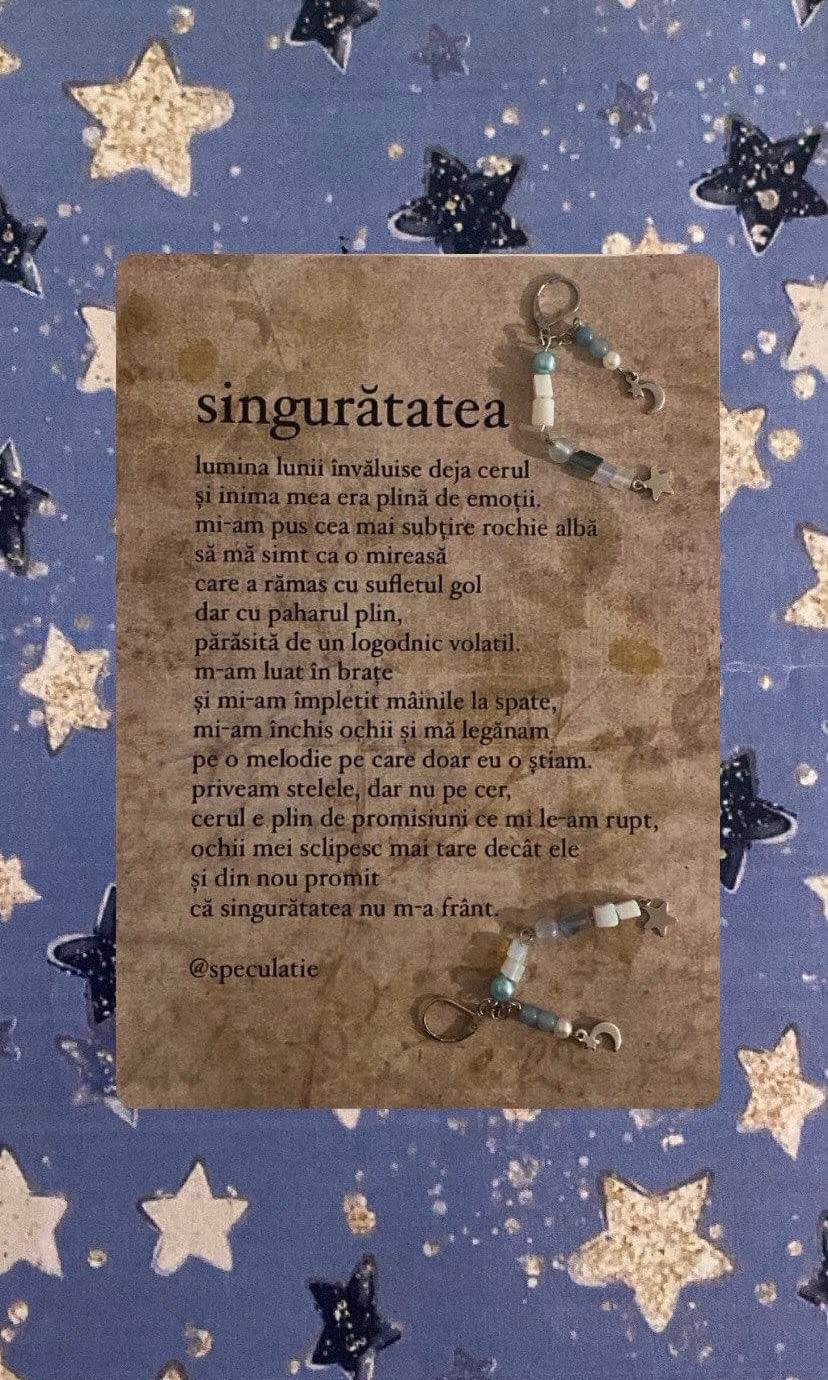 singurătatea
lumina lunii învăluise deja cerul
și inima mea era plină de emoții.
mi-am pus cea mai subțire rochie albă
să mă simt ca o mireasă
care a rămas cu sufletul gol
dar cu paharul plin,
părăsită de un logodnic volatil.
m-am luat în brațe
și mi-am împletit mâinile la spate,
mi-am închis ochii și mă legănam
pe o melodie pe care doar eu o știam.
priveam stelele, dar nu pe cer,
cerul e plin de promisiuni ce mi le-am rupt,
ochii mei sclipesc mai tare decât ele
și din nou promit
că singurătatea nu m-a frânt.
@speculatie